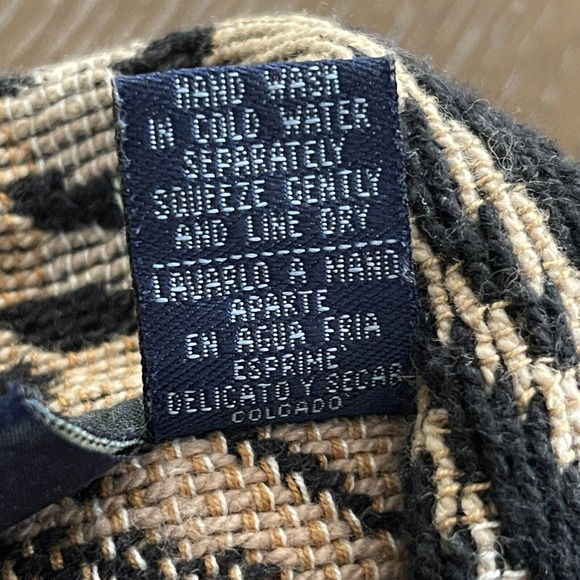 HAND WASH
IN COLD WATER
SEPARATELY
SQUEEZE GENTLY
AND LINE DRY
LAVARLO A MANO
APARTE
EN AGUA FRIA
ESPRIME
DELICATO Y SECAR
COLGADO